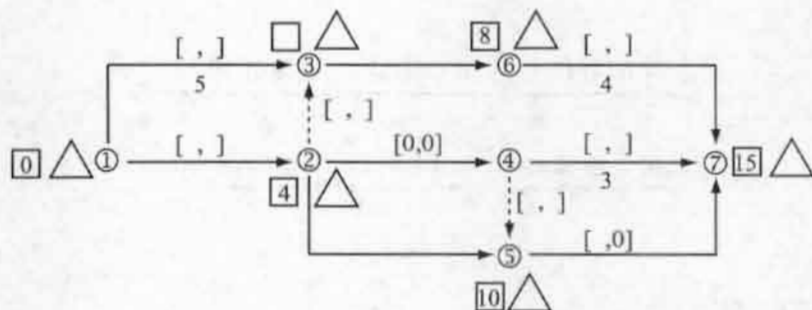 [ , ]
8
[ , ]
③
⑥
5
4
[ , ]
[ , ]
[0,0]
[ , ]
0
①
②
④
⑦
15
4
3
[ , ]
⑤
[ ,0]
10